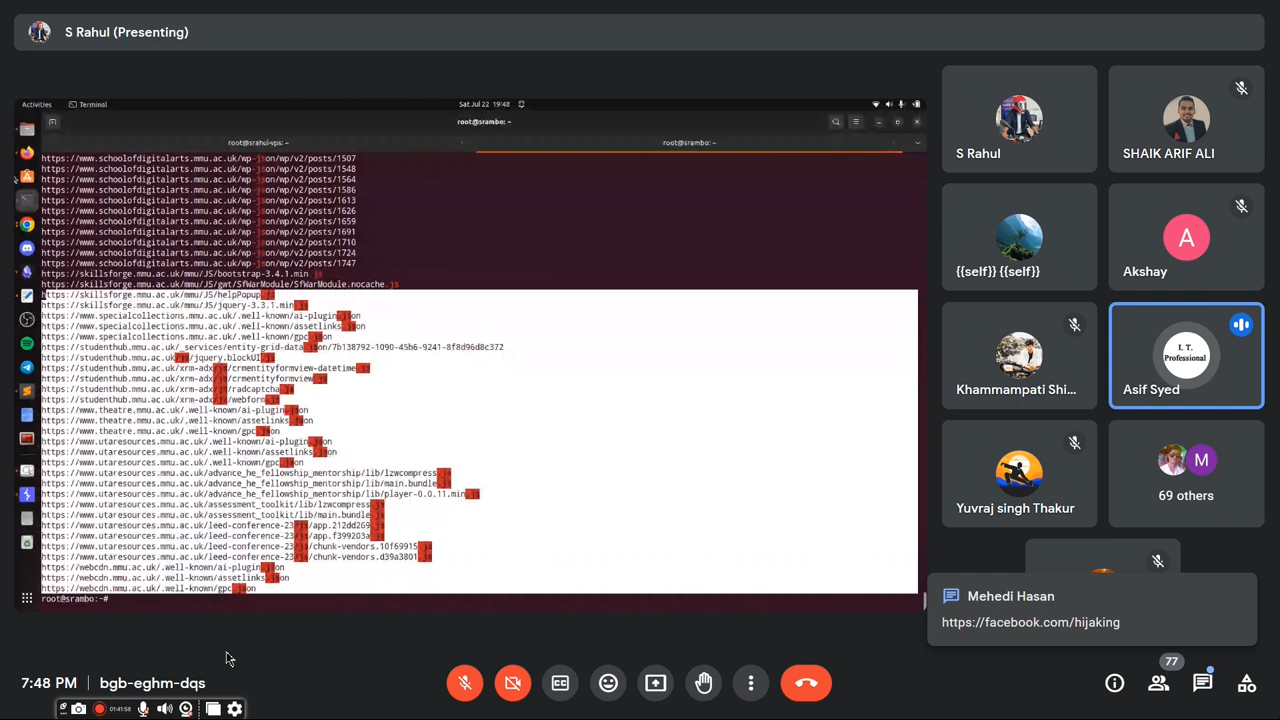 S Rahul (Presenting)
Activities
Terminal
Sat Jul 22 19:48
root@srambo: ~
root@srahul-vps: ~
root@srambo: ~
https://www.schoolofdigitalarts.mmu.ac.uk/wp-json/wp/v2/posts/1507
https://www.schoolofdigitalarts.mmu.ac.uk/wp-json/wp/v2/posts/1548
https://www.schoolofdigitalarts.mmu.ac.uk/wp-json/wp/v2/posts/1564
https://www.schoolofdigitalarts.mmu.ac.uk/wp-json/wp/v2/posts/1586
https://www.schoolofdigitalarts.mmu.ac.uk/wp-json/wp/v2/posts/1613
https://www.schoolofdigitalarts.mmu.ac.uk/wp-json/wp/v2/posts/1626
https://www.schoolofdigitalarts.mmu.ac.uk/wp-json/wp/v2/posts/1659
https://www.schoolofdigitalarts.mmu.ac.uk/wp-json/wp/v2/posts/1691
https://www.schoolofdigitalarts.mmu.ac.uk/wp-json/wp/v2/posts/1710
https://www.schoolofdigitalarts.mmu.ac.uk/wp-json/wp/v2/posts/1724
https://www.schoolofdigitalarts.mmu.ac.uk/wp-json/wp/v2/posts/1747
https://skillsforge.mmu.ac.uk/mmu/JS/bootstrap-3.4.1.min.js
https://skillsforge.mmu.ac.uk/mmu/JS/gwt/SfWarModule/SfWarModule.nocache.js
https://skillsforge.mmu.ac.uk/mmu/JS/helpPopup.js
https://skillsforge.mmu.ac.uk/mmu/JS/jquery-3.3.1.min.js
https://www.specialcollections.mmu.ac.uk/.well-known/ai-plugin.json
https://www.specialcollections.mmu.ac.uk/.well-known/assetlinks.json
https://www.specialcollections.mmu.ac.uk/.well-known/gpc.json
https://studenthub.mmu.ac.uk/_services/entity-grid-data.json/7b138792-1090-45b6-9241-8f8d96d8c372
https://studenthub.mmu.ac.uk/js/jquery.blockUI.js
https://studenthub.mmu.ac.uk/xrm-adx/js/crmentityformview-datetime.js
https://studenthub.mmu.ac.uk/xrm-adx/js/crmentityformview.js
https://studenthub.mmu.ac.uk/xrm-adx/js/radcaptcha.js
https://studenthub.mmu.ac.uk/xrm-adx/js/webform.js
https://www.theatre.mmu.ac.uk/.well-known/ai-plugin.json
https://www.theatre.mmu.ac.uk/.well-known/assetlinks.json
https://www.theatre.mmu.ac.uk/.well-known/gpc.json
https://www.utaresources.mmu.ac.uk/.well-known/ai-plugin.json
https://www.utaresources.mmu.ac.uk/.well-known/assetlinks.json
https://www.utaresources.mmu.ac.uk/.well-known/gpc.json
https://www.utaresources.mmu.ac.uk/advance_he_fellowship_mentorship/lib/lzwcompress.js
https://www.utaresources.mmu.ac.uk/advance_he_fellowship_mentorship/lib/main.bundle.js
https://www.utaresources.mmu.ac.uk/advance_he_fellowship_mentorship/lib/player-0.0.11.min.js
https://www.utaresources.mmu.ac.uk/assessment_toolkit/lib/lzwcompress.js
https://www.utaresources.mmu.ac.uk/assessment_toolkit/lib/main.bundle.js
https://www.utaresources.mmu.ac.uk/leed-conference-23/js/app.212dd269.js
https://www.utaresources.mmu.ac.uk/leed-conference-23/js/app.f399203a.js
https://www.utaresources.mmu.ac.uk/leed-conference-23/js/chunk-vendors.10f69915.js
https://www.utaresources.mmu.ac.uk/leed-conference-23/js/chunk-vendors.d39a3801.js
https://webcdn.mmu.ac.uk/.well-known/ai-plugin.json
https://webcdn.mmu.ac.uk/.well-known/assetlinks.json
https://webcdn.mmu.ac.uk/.well-known/gpc.json
root@srambo:~#
S Rahul
SHAIK ARIF ALI
{{self}} {{self}}
A
Akshay
Khammampati Shi...
I. T.
Professional
Asif Syed
Yuvraj singh Thakur
M
69 others
Mehedi Hasan
https://facebook.com/hijaking
7:48 PM | bgb-eghm-dqs
77
01:41:58